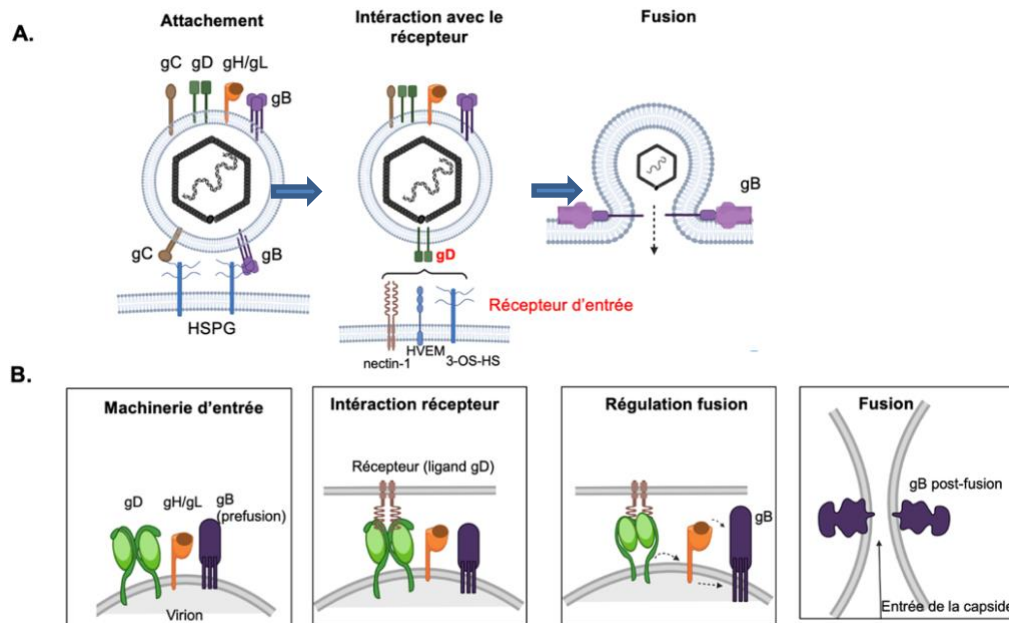 A.
Attachement
gC
gD
gH/gL
gB
gC
gB
HSPG
Intéraction avec le
récepteur
gD
Récepteur d'entrée
nectin-1
HVEM
3-OS-HS
Fusion
gB
B.
Machinerie d'entrée
gD
gH/gL
gB
(prefusion)
Virion
Intéraction récepteur
Récepteur (ligand gD)
Régulation fusion
gB
Fusion
gB post-fusion
Entrée de la capside